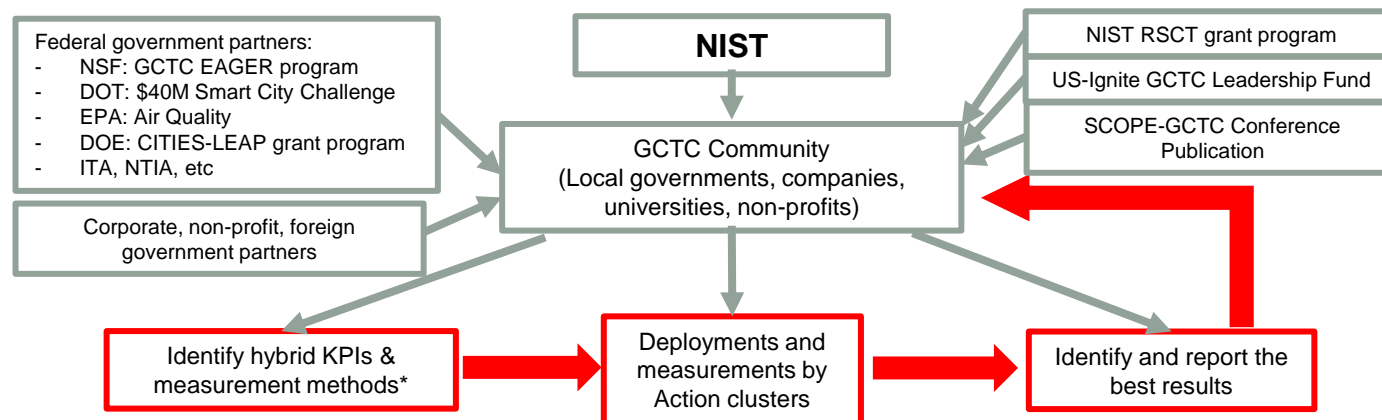 Federal government partners:
- NSF: GCTC EAGER program
- DOT: $40M Smart City Challenge
- EPA: Air Quality
- DOE: CITIES-LEAP grant program
- ITA, NTIA, etc
Corporate, non-profit, foreign
government partners
NIST
GCTC Community
(Local governments, companies,
universities, non-profits)
NIST RSCT grant program
US-Ignite GCTC Leadership Fund
SCOPE-GCTC Conference
Publication
Identify hybrid KPIs &
measurement methods*
Deployments and
measurements by
Action clusters
Identify and report the
best results